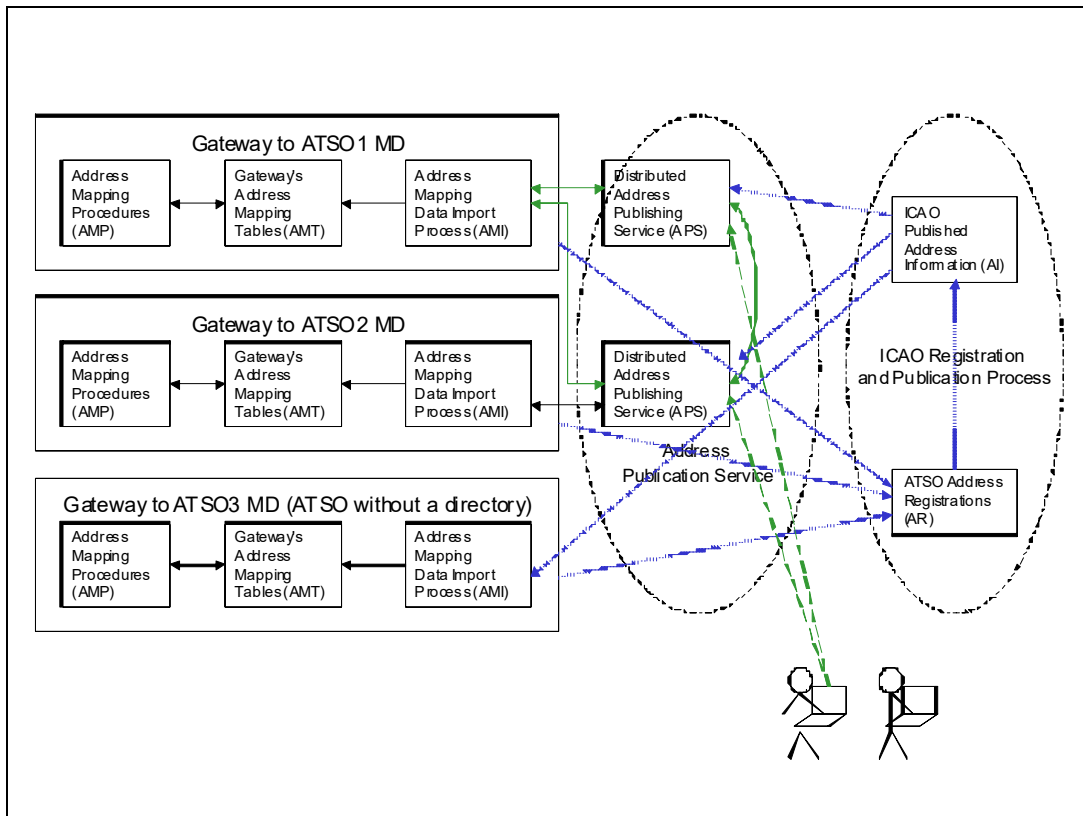 Gateway to ATSO1 MD
Address
Mapping
Procedures
(AMP)
Gateway's
Address
Mapping
Tables (AMT)
Address
Mapping
Data Import
Process (AMI)
Distributed
Address
Publishing
Service (APS)
ICAO
Published
Address
Information (AI)
Gateway to ATSO2 MD
Address
Mapping
Procedures
(AMP)
Gateway's
Address
Mapping
Tables (AMT)
Address
Mapping
Data Import
Process (AMI)
Distributed
Address
Publishing
Service (APS)
ICAO Registration
and Publication Process
Address
Publication Service
Gateway to ATSO3 MD (ATSO without a directory)
Address
Mapping
Procedures
(AMP)
Gateway's
Address
Mapping
Tables (AMT)
Address
Mapping
Data Import
Process (AMI)
ATSO Address
Registrations
(AR)